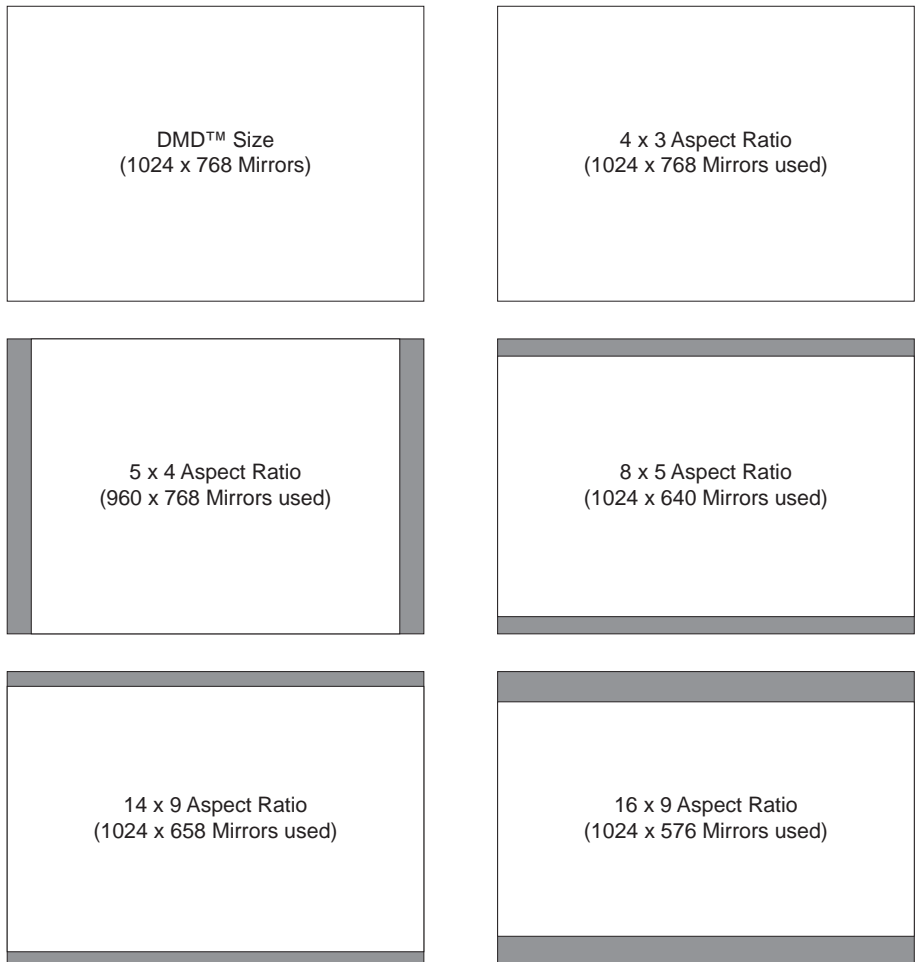 DMD™ Size
(1024 x 768 Mirrors)
4 x 3 Aspect Ratio
(1024 x 768 Mirrors used)
5 x 4 Aspect Ratio
(960 x 768 Mirrors used)
8 x 5 Aspect Ratio
(1024 x 640 Mirrors used)
14 x 9 Aspect Ratio
(1024 x 658 Mirrors used)
16 x 9 Aspect Ratio
(1024 x 576 Mirrors used)